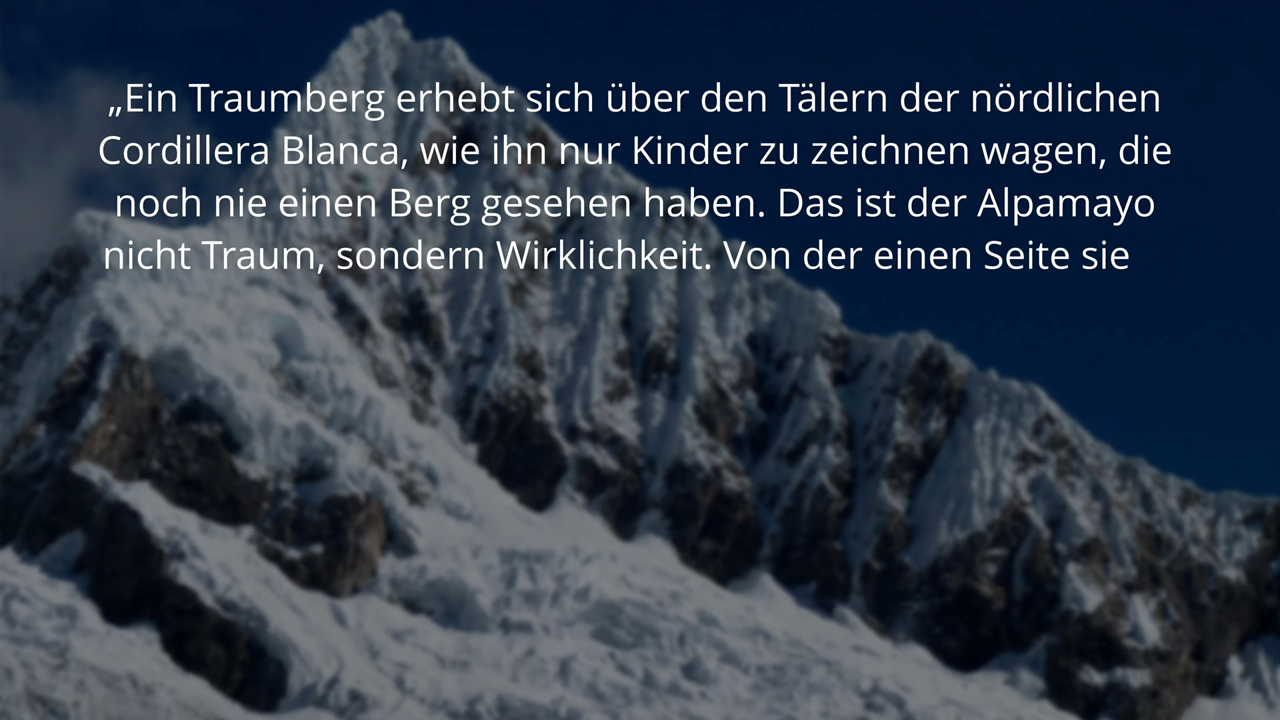 „Ein Traumberg erhebt sich über den Tälern der nördlichen
Cordillera Blanca, wie ihn nur Kinder zu zeichnen wagen, die
noch nie einen Berg gesehen haben. Das ist der Alpamayo
nicht Traum, sondern Wirklichkeit. Von der einen Seite sie